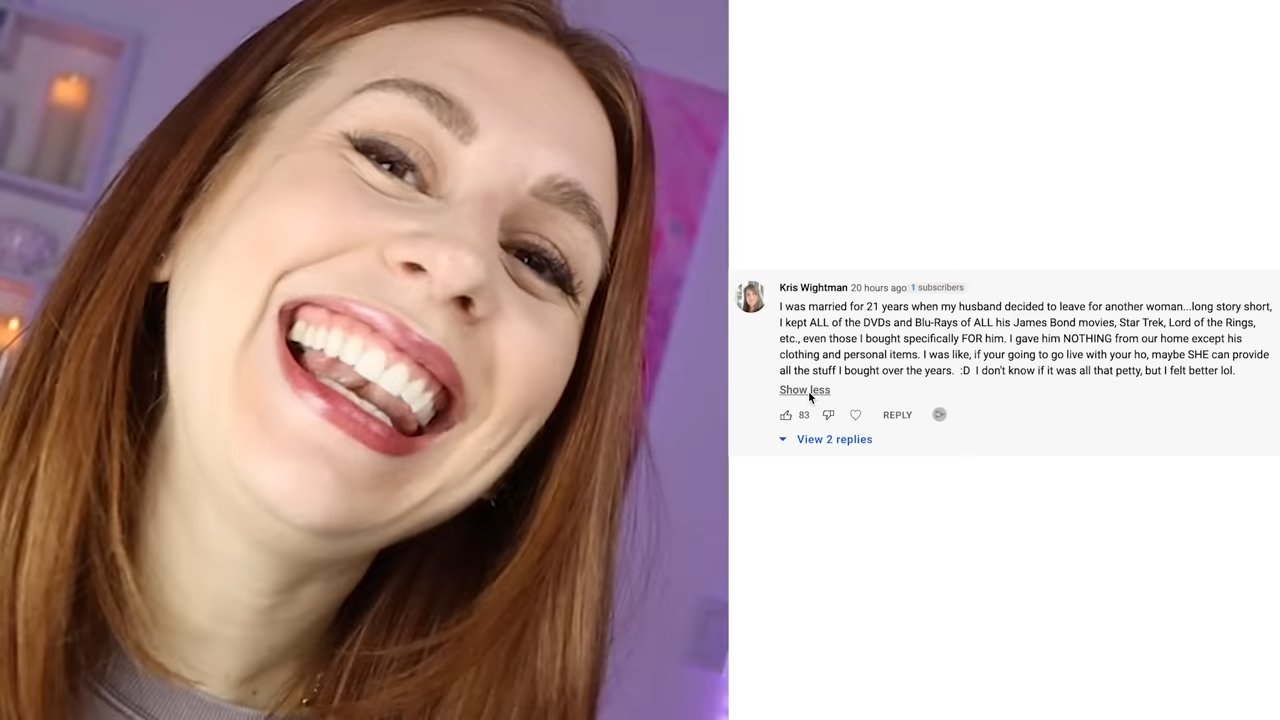 Kris Wightman 20 hours ago 1 subscribers
I was married for 21 years when my husband decided to leave for another woman...long story short,
I kept ALL of the DVDs and Blu-Rays of ALL his James Bond movies, Star Trek, Lord of the Rings,
etc., even those I bought specifically FOR him. I gave him NOTHING from our home except his
clothing and personal items. I was like, if your going to go live with your ho, maybe SHE can provide
all the stuff I bought over the years.  :D  I don't know if it was all that petty, but I felt better lol.
Show less
83 REPLY
View 2 replies